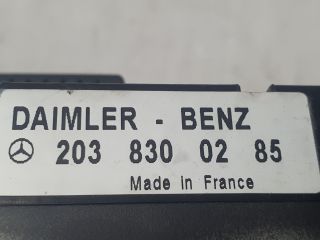 DAIMLER - BENZ
203 830 02 85
Made in France